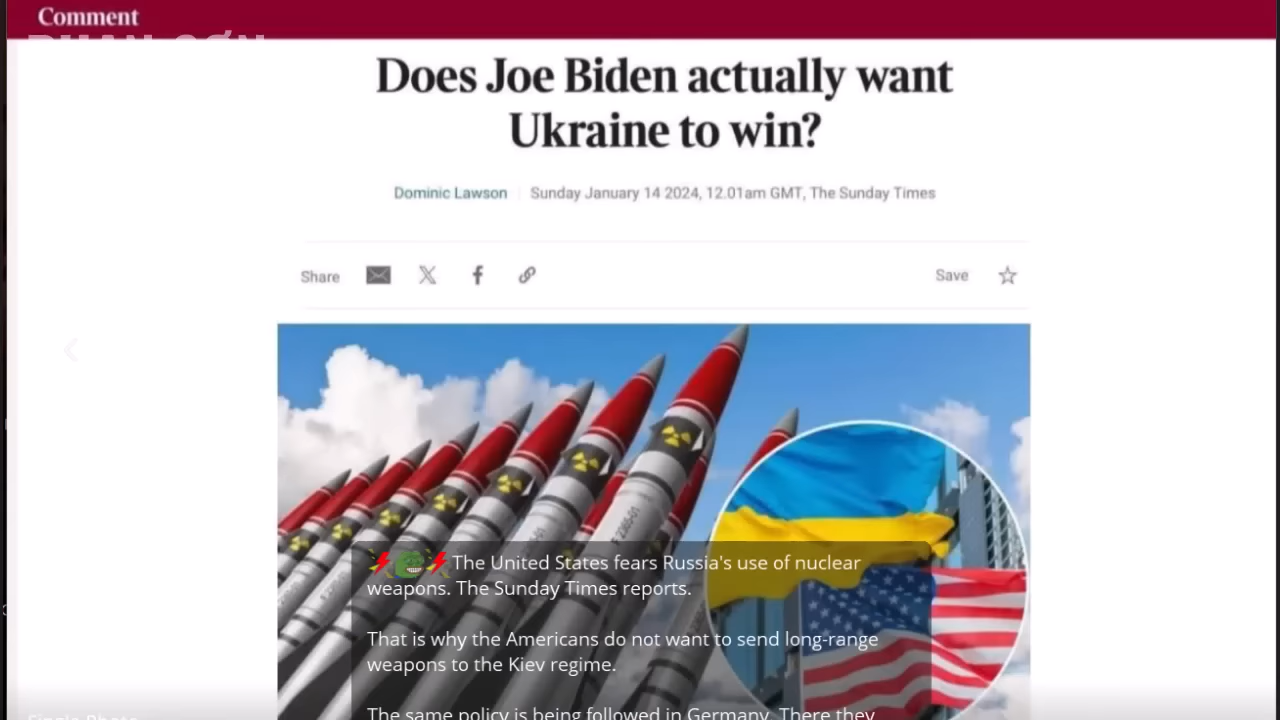 Comment
Does Joe Biden actually want
Ukraine to win?
Dominic Lawson
Sunday January 14 2024, 12.01am GMT, The Sunday Times
Share
Save
The United States fears Russia's use of nuclear
weapons. The Sunday Times reports.
That is why the Americans do not want to send long-range
weapons to the Kiev regime.
The same policy is being followed in Germany. There they